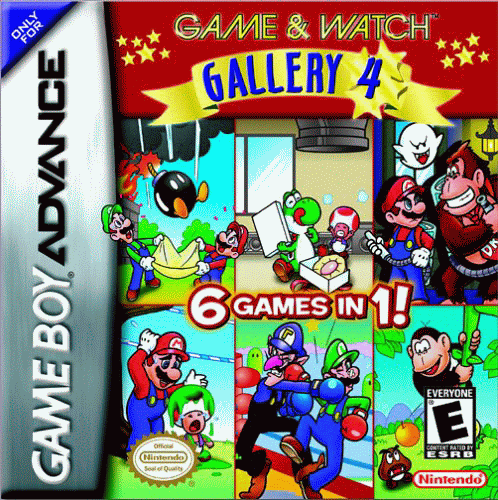 ONLY
FOR
GAME BOY ADVANCE
GAME & WATCH™
GALLERY 4
6 GAMES IN 1!
Official
Nintendo
Seal of Quality
EVERYONE
E
CONTENT RATED BY
ESRB
Nintendo